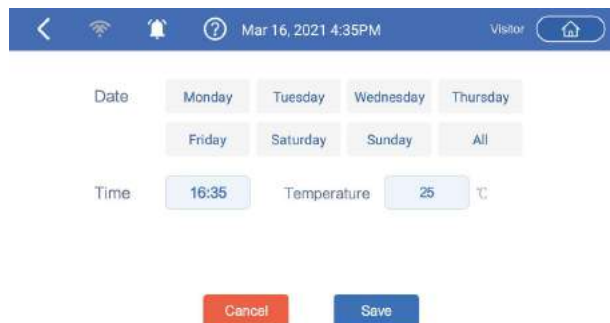 Mar 16, 2021 4:35PM Visitor
Date Monday Tuesday Wednesday Thursday
Friday Saturday Sunday All
Time 16:35 Temperature 25 ℃
Cancel Save